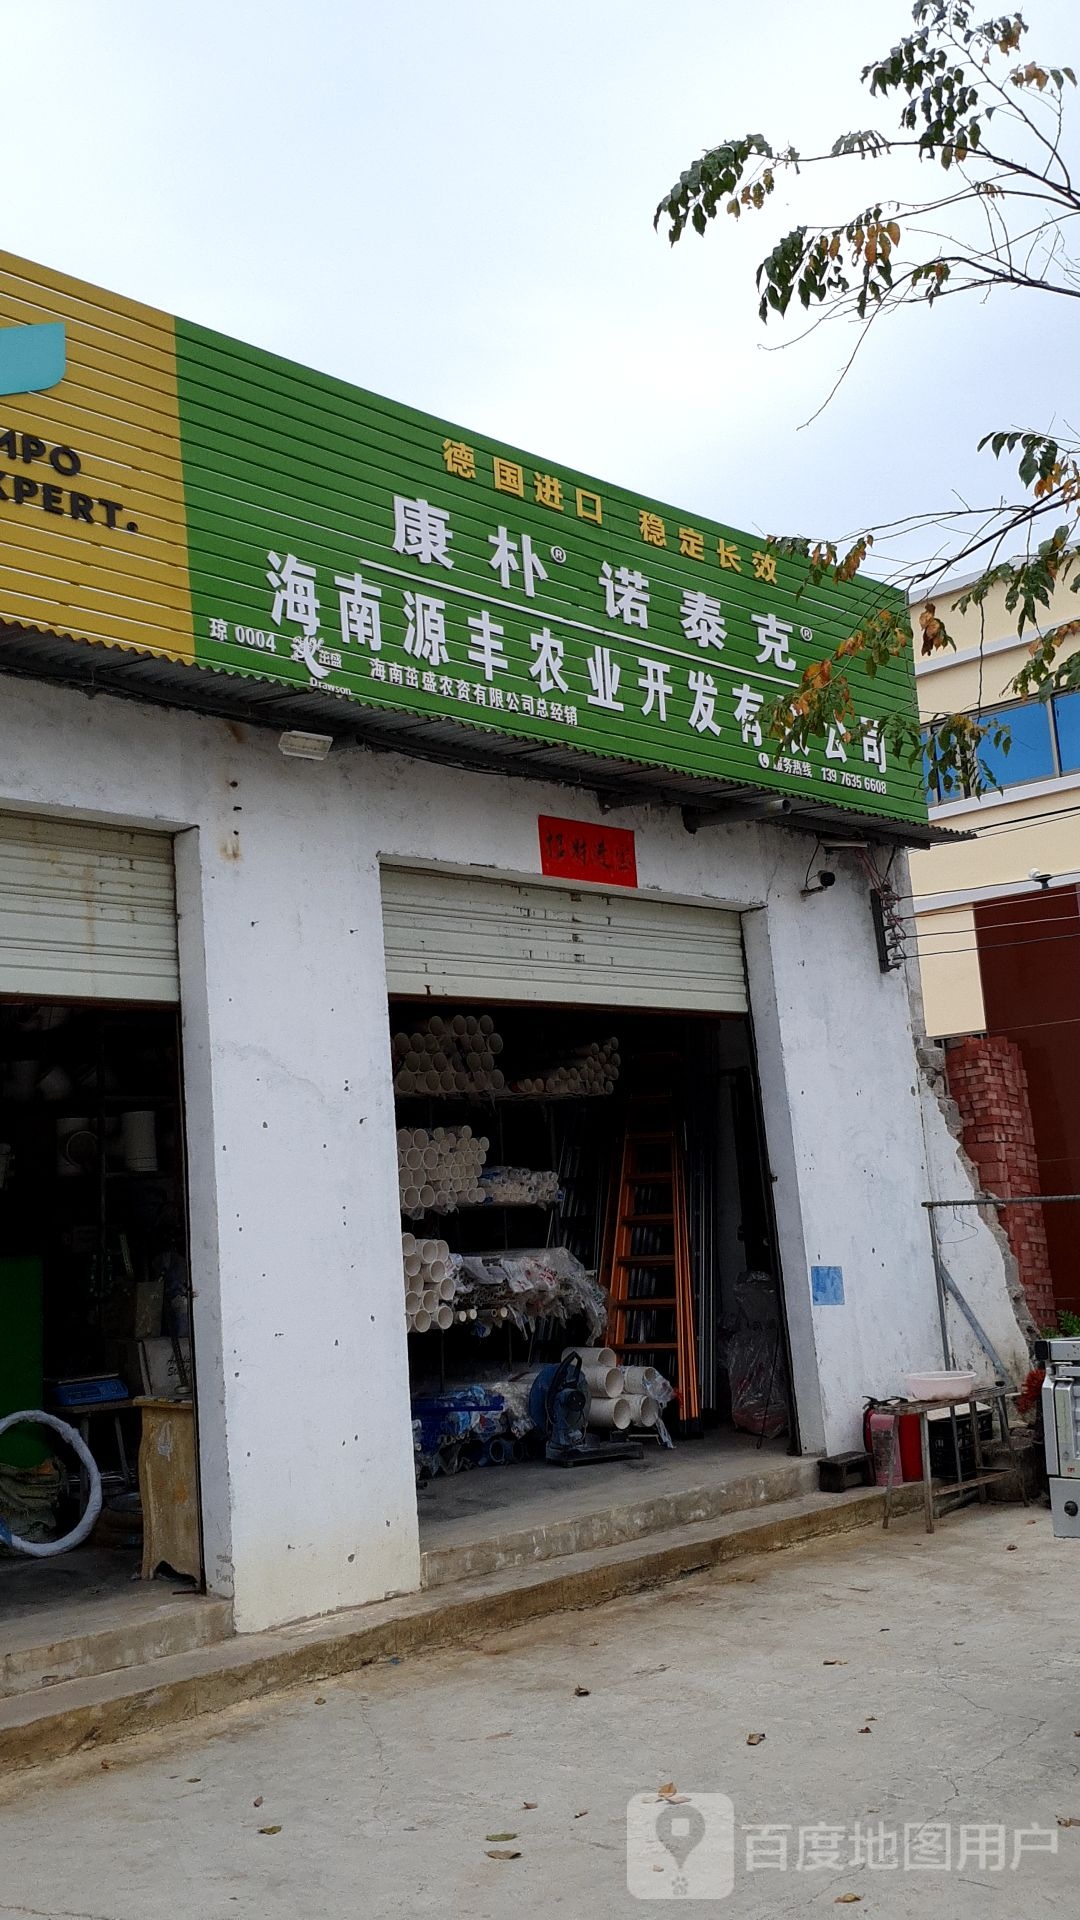 MPO
XPERT.
德国进口 稳定长效
康朴® 诺泰克®
海南源丰农业开发有限公司
琼 0004 茁盛 海南茁盛农资有限公司总经销
Drawson
服务热线 139 7635 6608
百度地图用户